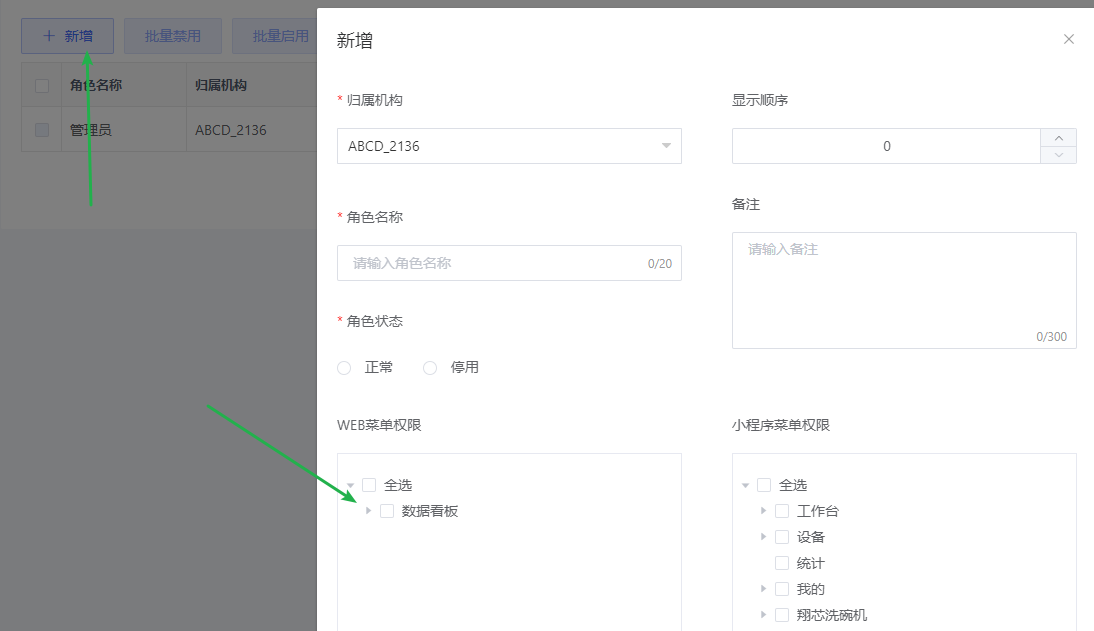 新增
批量禁用
批量启用
角色名称
归属机构
管理员
ABCD_2136
新增
* 归属机构
ABCD_2136
显示顺序
0
* 角色名称
请输入角色名称
0/20
备注
请输入备注
0/300
* 角色状态
正常
停用
WEB菜单权限
全选
数据看板
小程序菜单权限
全选
工作台
设备
统计
我的
翔芯洗碗机